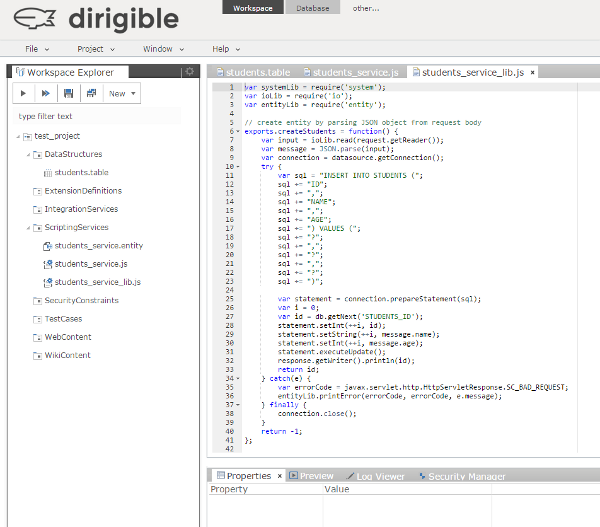 dirigible
Workspace Database other...
File Project Window Help
Workspace Explorer
New
type filter text
test_project
DataStructures
students.table
ExtensionDefinitions
IntegrationServices
ScriptingServices
students_service.entity
students_service.js
students_service_lib.js
SecurityConstraints
TestCases
WebContent
WikiContent
students.table students_service.js students_service_lib.js ×
1 var systemLib = require('system');
2 var ioLib = require('io');
3 var entityLib = require('entity');
4
5 // create entity by parsing JSON object from request body
6 exports.createStudents = function() {
7 var input = ioLib.read(request.getReader());
8 var message = JSON.parse(input);
9 var connection = datasource.getConnection();
10 try {
11 var sql = "INSERT INTO STUDENTS (";
12 sql += "ID";
13 sql += ",";
14 sql += "NAME";
15 sql += ",";
16 sql += "AGE";
17 sql += ") VALUES (";
18 sql += "?";
19 sql += ",";
20 sql += "?";
21 sql += ",";
22 sql += "?";
23 sql += ")";
24
25 var statement = connection.prepareStatement(sql);
26 var i = 0;
27 var id = db.getNext('STUDENTS_ID');
28 statement.setInt(++i, id);
29 statement.setString(++i, message.name);
30 statement.setInt(++i, message.age);
31 statement.executeUpdate();
32 response.getWriter().println(id);
33 return id;
34 } catch(e) {
35 var errorCode = javax.servlet.http.HttpServletResponse.SC_BAD_REQUEST;
36 entityLib.printError(errorCode, errorCode, e.message);
37 } finally {
38 connection.close();
39 }
40 return -1;
41 };
42
Properties × Preview Log Viewer Security Manager
Property Value